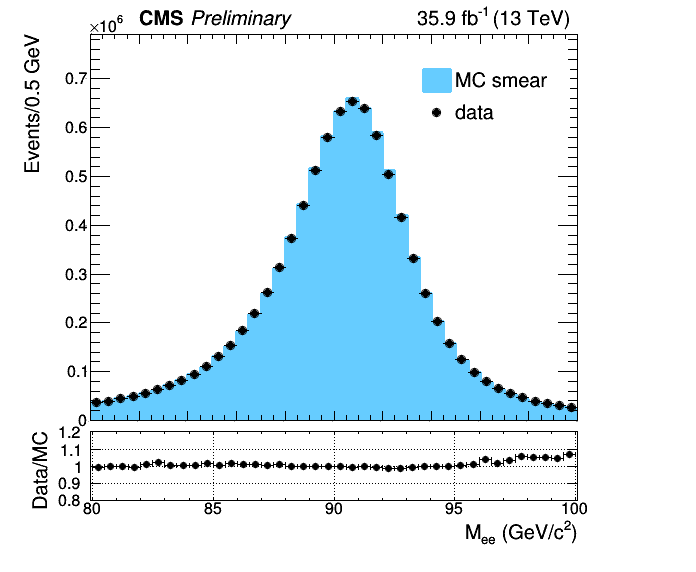 ×10⁶ CMS Preliminary 35.9 fb⁻¹ (13 TeV)
Events/0.5 GeV
0.7
0.6
0.5
0.4
0.3
0.2
0.1
0
MC smear
data
Data/MC
1.2
1.1
1
0.9
0.8
80 85 90 95 100
Mₑₑ (GeV/c²)